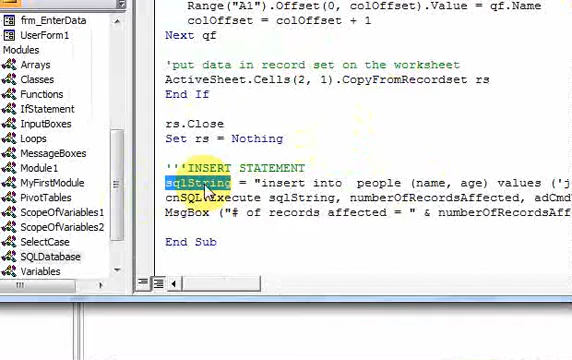 frm_EnterData
UserForm1
Modules
Arrays
Classes
Functions
IfStatement
InputBoxes
Loops
MessageBoxes
Module1
MyFirstModule
PivotTables
ScopeOfVariables1
ScopeOfVariables2
SelectCase
SQLDatabase
Variables
Range("A1").Offset(0, colOffset).Value = qf.Name
colOffset = colOffset + 1
Next qf
'put data in record set on the worksheet
ActiveSheet.Cells(2, 1).CopyFromRecordset rs
End If
rs.Close
Set rs = Nothing
'''INSERT STATEMENT
sqlString = "insert into people (name, age) values ('j
cnSQL.Execute sqlString, numberOfRecordsAffected, adCmd
MsgBox ("# of records affected = " & numberOfRecordsAff
End Sub